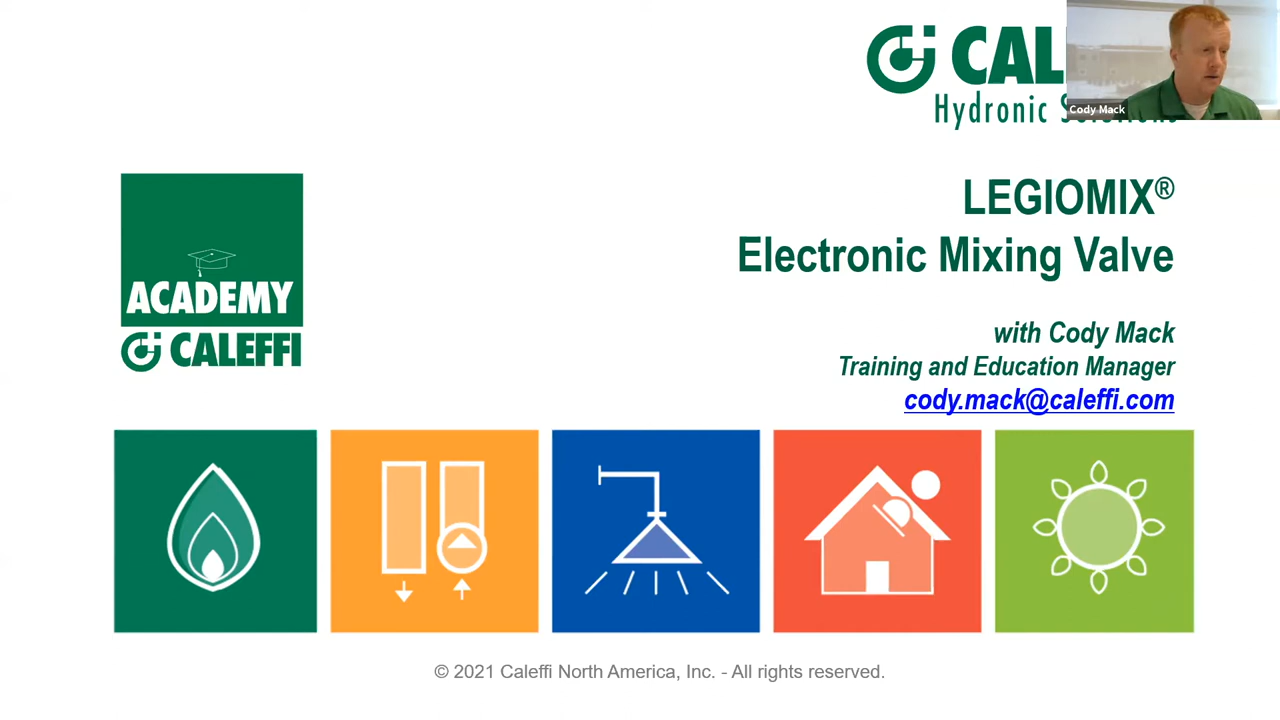 CAL
Hydronic
Cody Mack
LEGIOMIX®
Electronic Mixing Valve
with Cody Mack
Training and Education Manager
cody.mack@caleffi.com
ACADEMY
CALEFFI
© 2021 Caleffi North America, Inc. - All rights reserved.